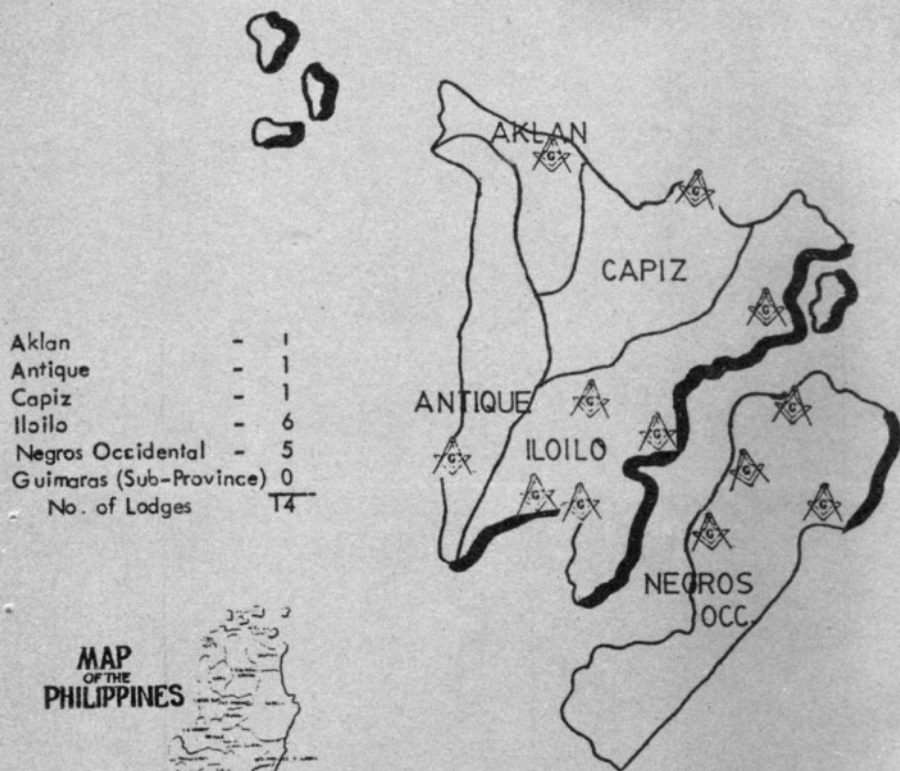 AKLAN
CAPIZ
ANTIQUE
ILOILO
NEGROS
OCC.
Aklan - 1
Antique - 1
Capiz - 1
Iloilo - 6
Negros Occidental - 5
Guimaras (Sub-Province) 0
No. of Lodges 14
MAP
OF THE
PHILIPPINES
G
G
G
G
G
G
G
G
G
G
G
G